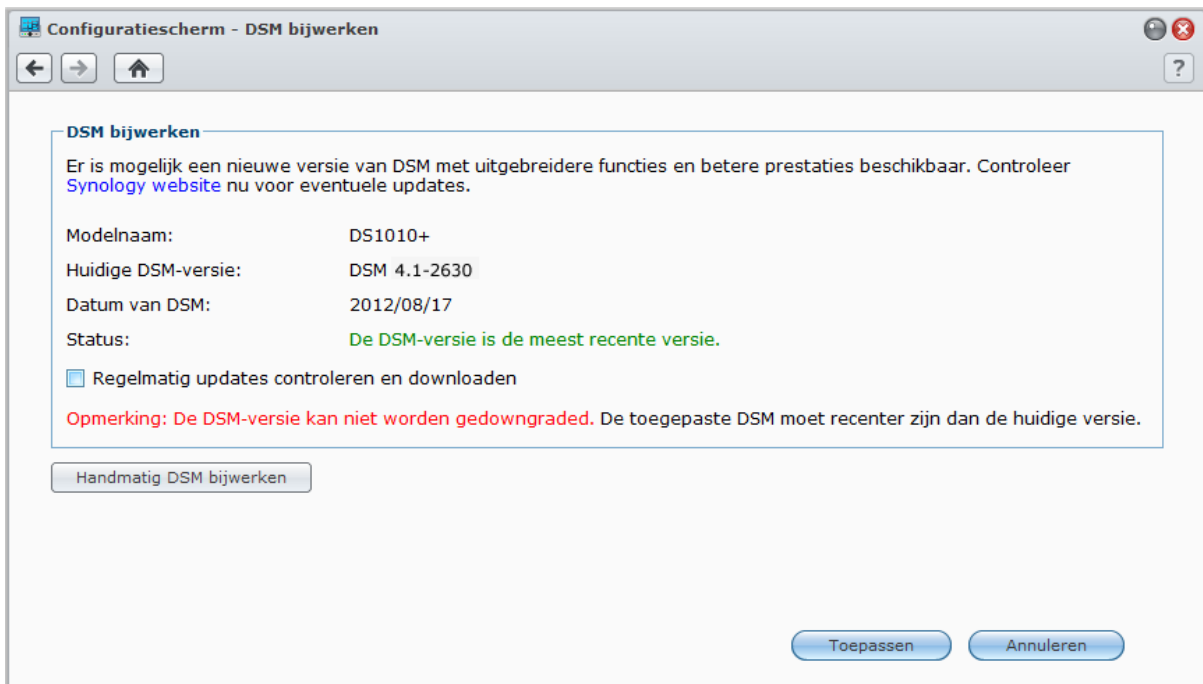 Configuratiescherm - DSM bijwerken
?
DSM bijwerken
Er is mogelijk een nieuwe versie van DSM met uitgebreidere functies en betere prestaties beschikbaar. Controleer
Synology website nu voor eventuele updates.
Modelnaam: DS1010+
Huidige DSM-versie: DSM 4.1-2630
Datum van DSM: 2012/08/17
Status: De DSM-versie is de meest recente versie.
Regelmatig updates controleren en downloaden
Opmerking: De DSM-versie kan niet worden gedowngraded. De toegepaste DSM moet recenter zijn dan de huidige versie.
Handmatig DSM bijwerken
Toepassen Annuleren